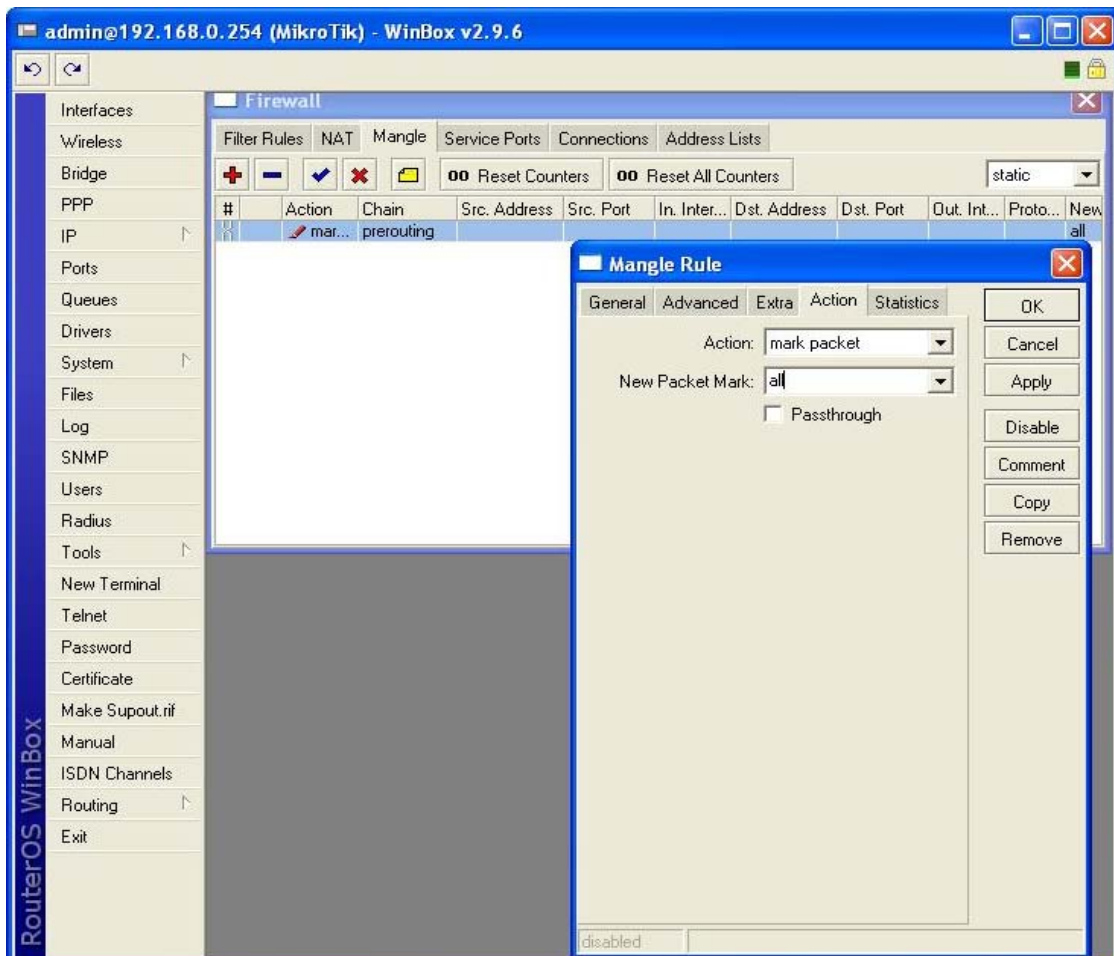 admin@192.168.0.254 (MikroTik) - WinBox v2.9.6
RouterOS WinBox
Interfaces
Wireless
Bridge
PPP
IP
Ports
Queues
Drivers
System
Files
Log
SNMP
Users
Radius
Tools
New Terminal
Telnet
Password
Certificate
Make Supout.rif
Manual
ISDN Channels
Routing
Exit
Firewall
Filter Rules NAT Mangle Service Ports Connections Address Lists
00 Reset Counters 00 Reset All Counters static
# Action Chain Src. Address Src. Port In. Inter... Dst. Address Dst. Port Out. Int... Proto... New
X mar... prerouting all
Mangle Rule
General Advanced Extra Action Statistics
Action: mark packet
New Packet Mark: all
Passthrough
OK
Cancel
Apply
Disable
Comment
Copy
Remove
disabled